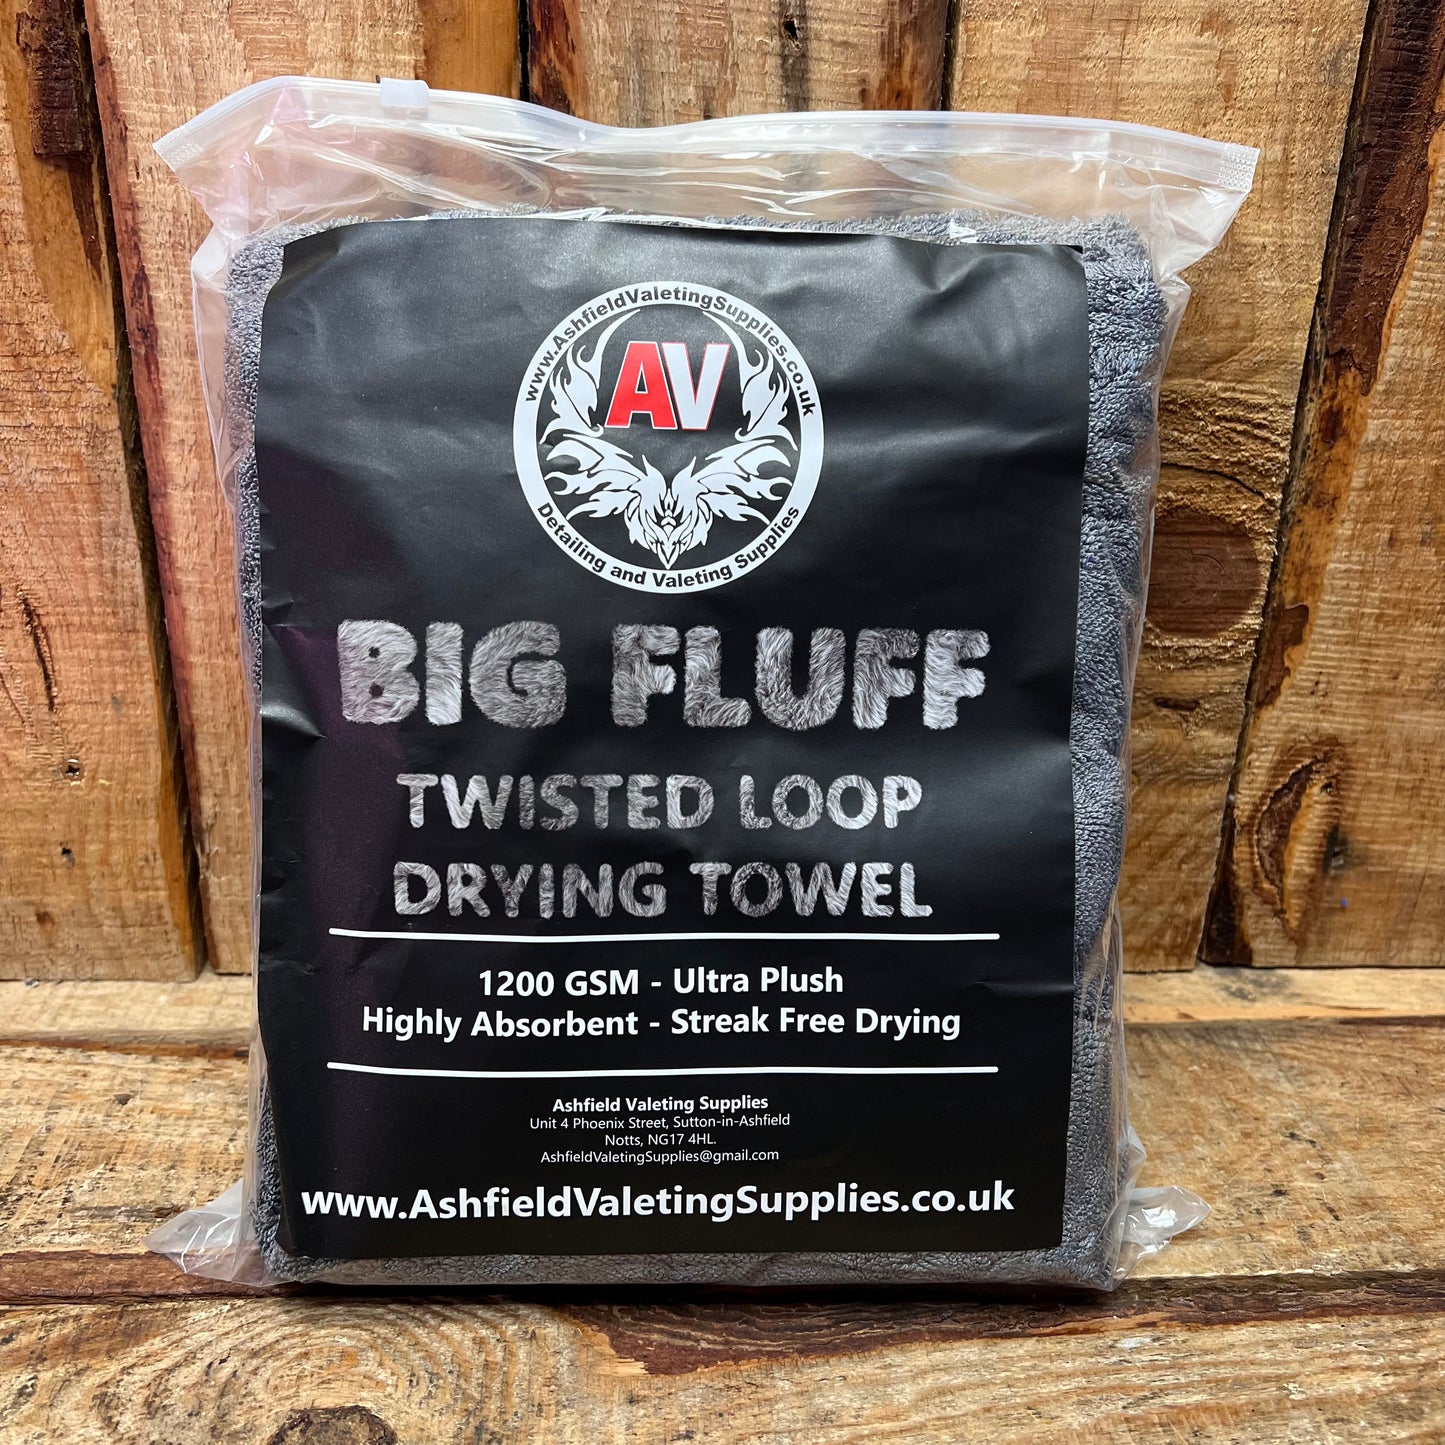 www.AshfieldValetingSupplies.co.uk
AV
Detailing and Valeting Supplies
BIG FLUFF
TWISTED LOOP
DRYING TOWEL
1200 GSM - Ultra Plush
Highly Absorbent - Streak Free Drying
Ashfield Valeting Supplies
Unit 4 Phoenix Street, Sutton-in-Ashfield
Notts, NG17 4HL.
AshfieldValetingSupplies@gmail.com
www.AshfieldValetingSupplies.co.uk